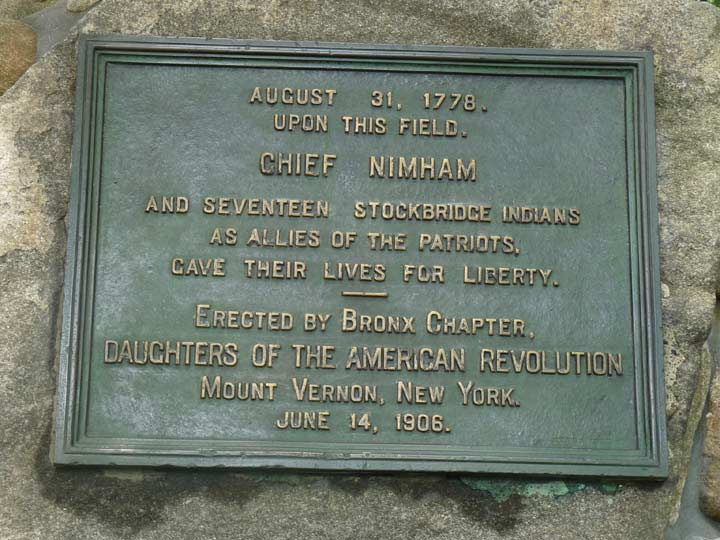 AUGUST 31, 1778.
UPON THIS FIELD.
CHIEF NIMHAM
AND SEVENTEEN STOCKBRIDGE INDIANS
AS ALLIES OF THE PATRIOTS,
GAVE THEIR LIVES FOR LIBERTY.
ERECTED BY BRONX CHAPTER,
DAUGHTERS OF THE AMERICAN REVOLUTION
MOUNT VERNON, NEW YORK.
JUNE 14, 1906.